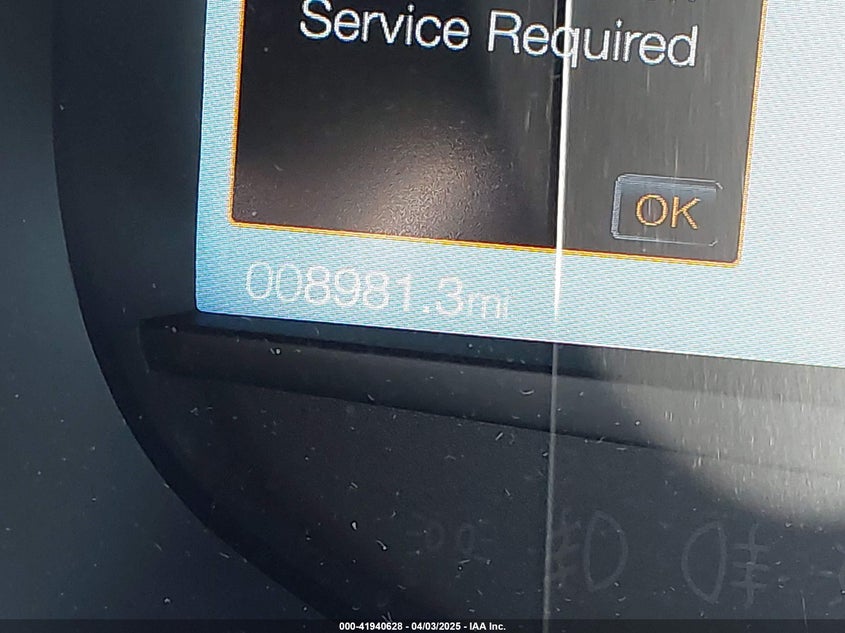 Service Required
OK
008981.3mi
000-41940628 - 04/03/2025 - IAA Inc.